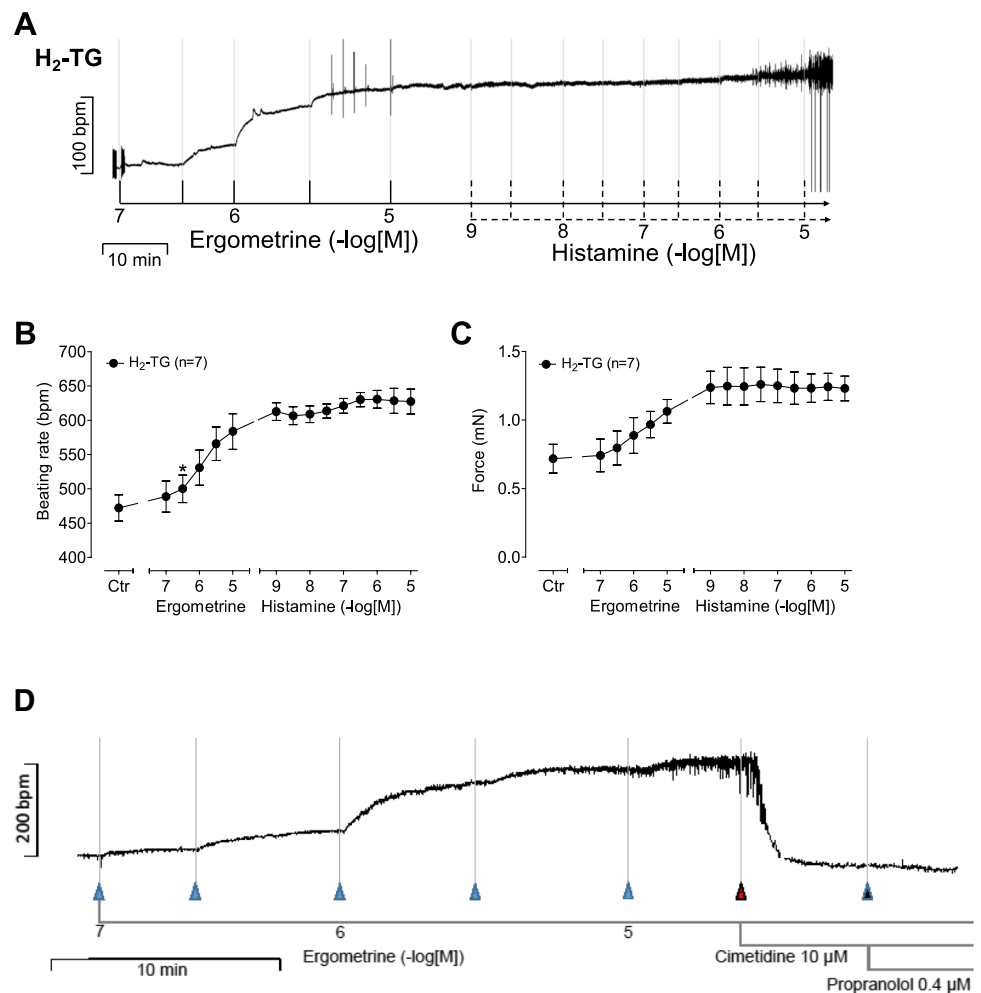 A
H₂-TG
100 bpm
7 6 5
9 8 7 6 5
Ergometrine (-log[M])
Histamine (-log[M])
10 min
B
700
650
600
550
500
450
400
Beating rate (bpm)
H₂-TG (n=7)
*
Ctr 7 6 5 9 8 7 6 5
Ergometrine Histamine (-log[M])
C
1.5
1.0
0.5
0.0
Force (mN)
H₂-TG (n=7)
Ctr 7 6 5 9 8 7 6 5
Ergometrine Histamine (-log[M])
D
200 bpm
7 6 5
Ergometrine (-log[M])
Cimetidine 10 µM
10 min
Propranolol 0.4 µM